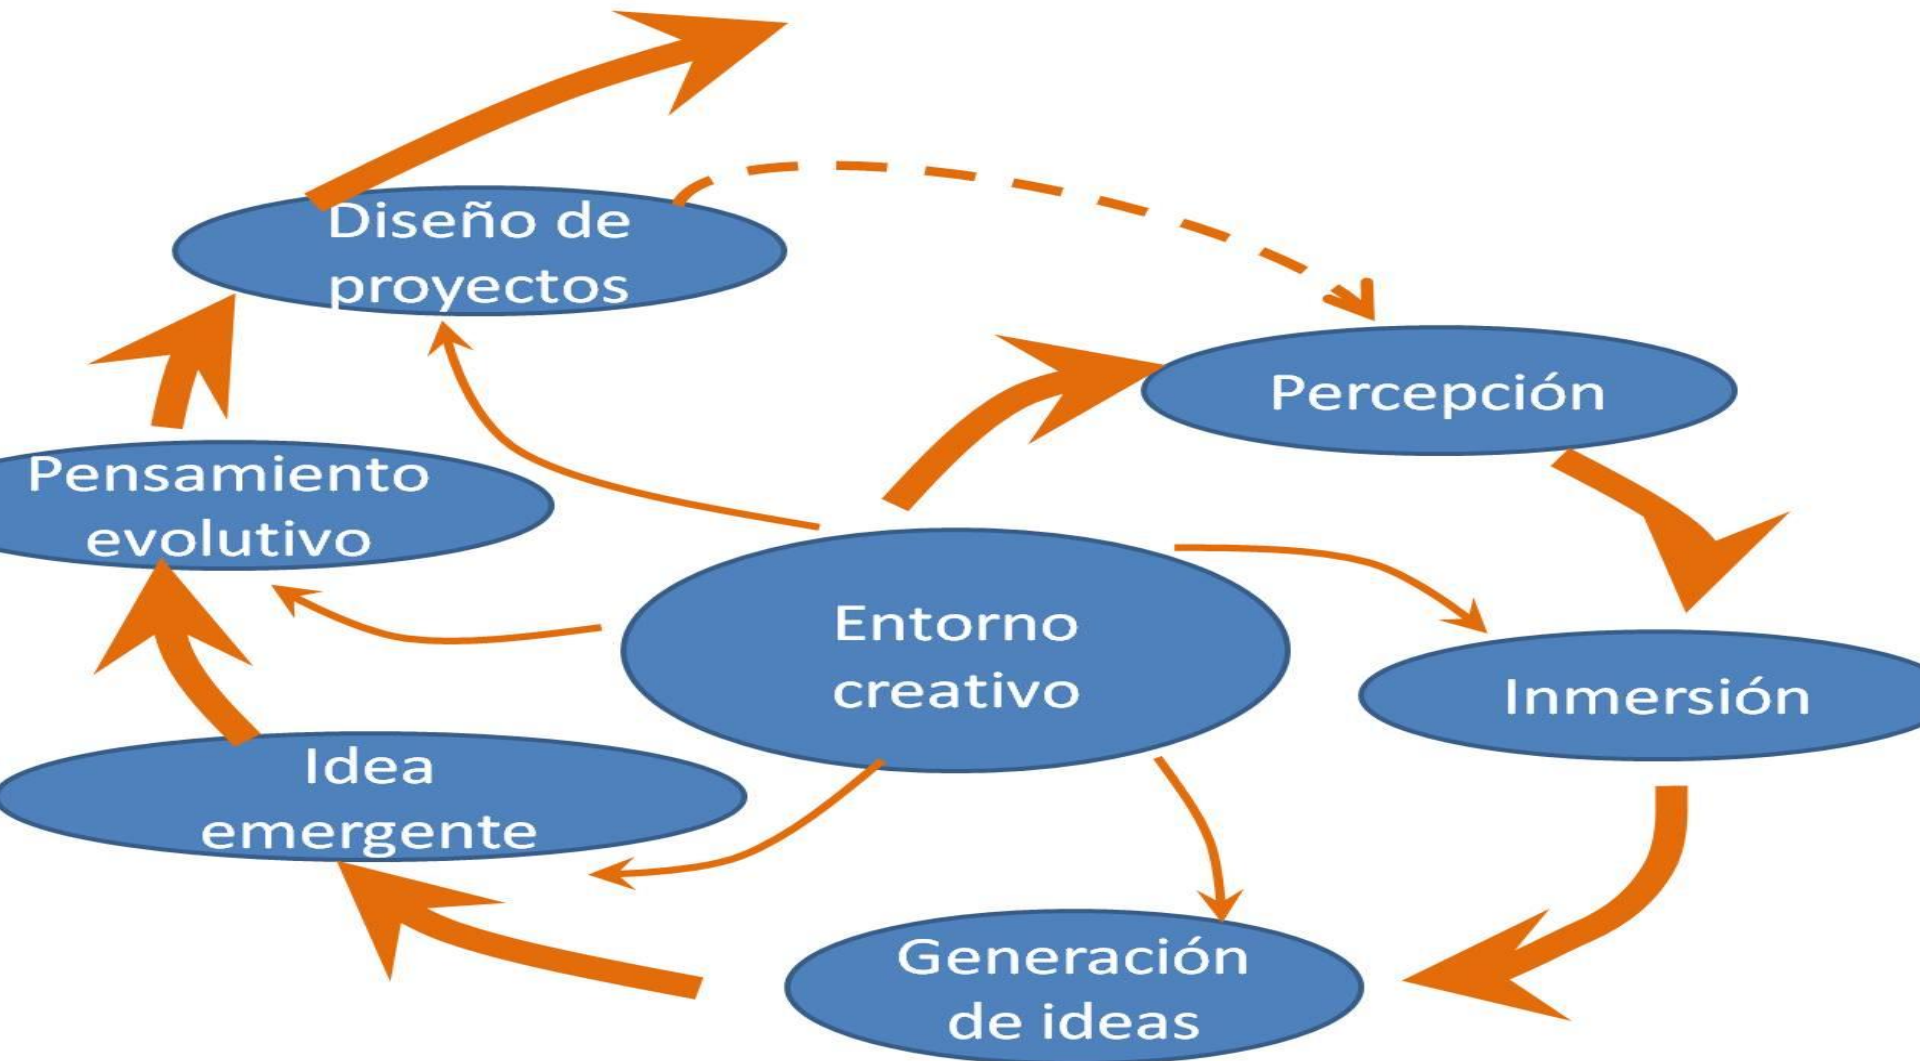 Diseño de
proyectos
Percepción
Pensamiento
evolutivo
Entorno
creativo
Inmersión
Idea
emergente
Generación
de ideas